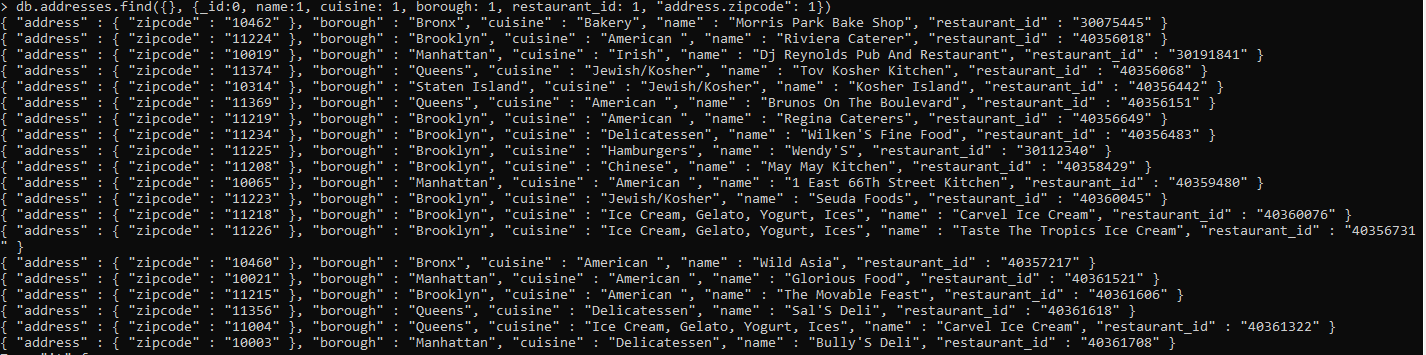 > db.addresses.find({}, {_id:0, name:1, cuisine: 1, borough: 1, restaurant_id: 1, "address.zipcode": 1})
{ "address" : { "zipcode" : "10462" }, "borough" : "Bronx", "cuisine" : "Bakery", "name" : "Morris Park Bake Shop", "restaurant_id" : "30075445" }
{ "address" : { "zipcode" : "11224" }, "borough" : "Brooklyn", "cuisine" : "American ", "name" : "Riviera Caterer", "restaurant_id" : "40356018" }
{ "address" : { "zipcode" : "10019" }, "borough" : "Manhattan", "cuisine" : "Irish", "name" : "Dj Reynolds Pub And Restaurant", "restaurant_id" : "30191841" }
{ "address" : { "zipcode" : "11374" }, "borough" : "Queens", "cuisine" : "Jewish/Kosher", "name" : "Tov Kosher Kitchen", "restaurant_id" : "40356068" }
{ "address" : { "zipcode" : "10314" }, "borough" : "Staten Island", "cuisine" : "Jewish/Kosher", "name" : "Kosher Island", "restaurant_id" : "40356442" }
{ "address" : { "zipcode" : "11369" }, "borough" : "Queens", "cuisine" : "American ", "name" : "Brunos On The Boulevard", "restaurant_id" : "40356151" }
{ "address" : { "zipcode" : "11219" }, "borough" : "Brooklyn", "cuisine" : "American ", "name" : "Regina Caterers", "restaurant_id" : "40356649" }
{ "address" : { "zipcode" : "11234" }, "borough" : "Brooklyn", "cuisine" : "Delicatessen", "name" : "Wilken'S Fine Food", "restaurant_id" : "40356483" }
{ "address" : { "zipcode" : "11225" }, "borough" : "Brooklyn", "cuisine" : "Hamburgers", "name" : "Wendy'S", "restaurant_id" : "30112340" }
{ "address" : { "zipcode" : "11208" }, "borough" : "Brooklyn", "cuisine" : "Chinese", "name" : "May May Kitchen", "restaurant_id" : "40358429" }
{ "address" : { "zipcode" : "10065" }, "borough" : "Manhattan", "cuisine" : "American ", "name" : "1 East 66Th Street Kitchen", "restaurant_id" : "40359480" }
{ "address" : { "zipcode" : "11223" }, "borough" : "Brooklyn", "cuisine" : "Jewish/Kosher", "name" : "Seuda Foods", "restaurant_id" : "40360045" }
{ "address" : { "zipcode" : "11218" }, "borough" : "Brooklyn", "cuisine" : "Ice Cream, Gelato, Yogurt, Ices", "name" : "Carvel Ice Cream", "restaurant_id" : "40360076" }
{ "address" : { "zipcode" : "11226" }, "borough" : "Brooklyn", "cuisine" : "Ice Cream, Gelato, Yogurt, Ices", "name" : "Taste The Tropics Ice Cream", "restaurant_id" : "40356731
" }
{ "address" : { "zipcode" : "10460" }, "borough" : "Bronx", "cuisine" : "American ", "name" : "Wild Asia", "restaurant_id" : "40357217" }
{ "address" : { "zipcode" : "10021" }, "borough" : "Manhattan", "cuisine" : "American ", "name" : "Glorious Food", "restaurant_id" : "40361521" }
{ "address" : { "zipcode" : "11215" }, "borough" : "Brooklyn", "cuisine" : "American ", "name" : "The Movable Feast", "restaurant_id" : "40361606" }
{ "address" : { "zipcode" : "11356" }, "borough" : "Queens", "cuisine" : "Delicatessen", "name" : "Sal'S Deli", "restaurant_id" : "40361618" }
{ "address" : { "zipcode" : "11004" }, "borough" : "Queens", "cuisine" : "Ice Cream, Gelato, Yogurt, Ices", "name" : "Carvel Ice Cream", "restaurant_id" : "40361322" }
{ "address" : { "zipcode" : "10003" }, "borough" : "Manhattan", "cuisine" : "Delicatessen", "name" : "Bully'S Deli", "restaurant_id" : "40361708" }